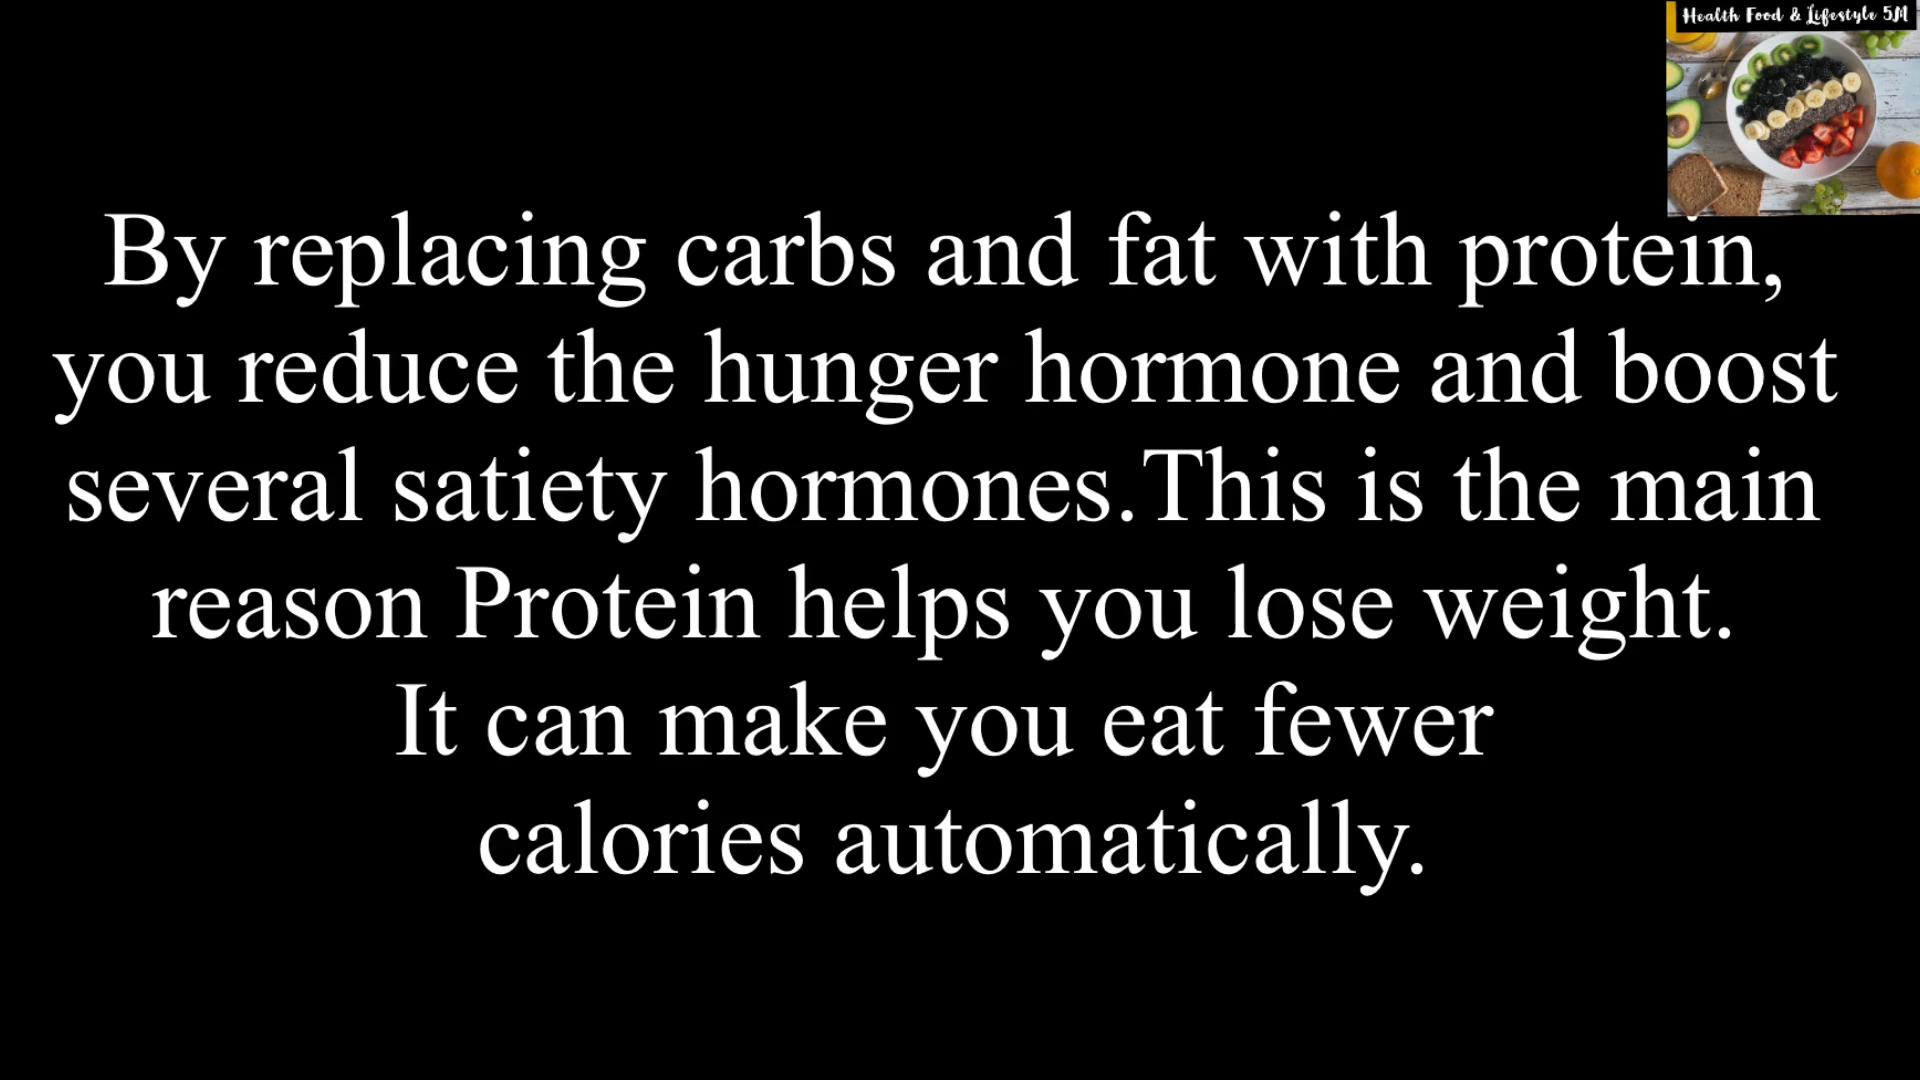 Health Food & Lifestyle 5M
By replacing carbs and fat with protein,
you reduce the hunger hormone and boost
several satiety hormones.This is the main
reason Protein helps you lose weight.
It can make you eat fewer
calories automatically.